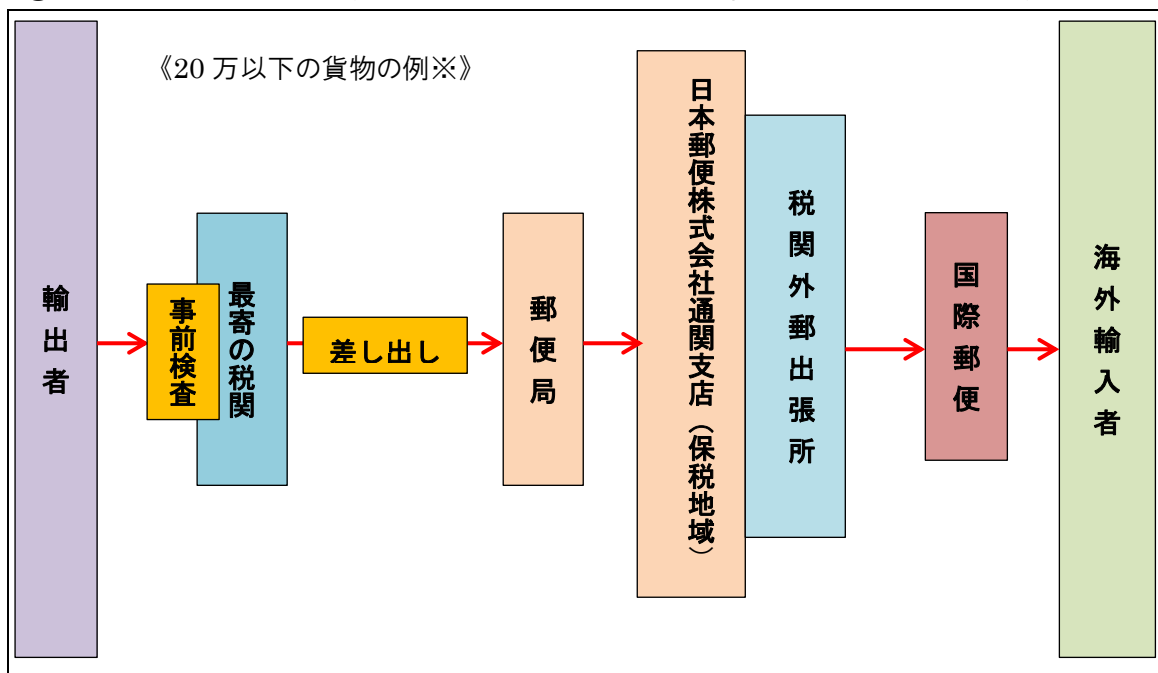 《20 万以下の貨物の例※》
輸出者
事前検査
最寄の税関
差し出し
郵便局
日本郵便株式会社通関支店（保税地域）
税関外郵出張所
国際郵便
海外輸入者